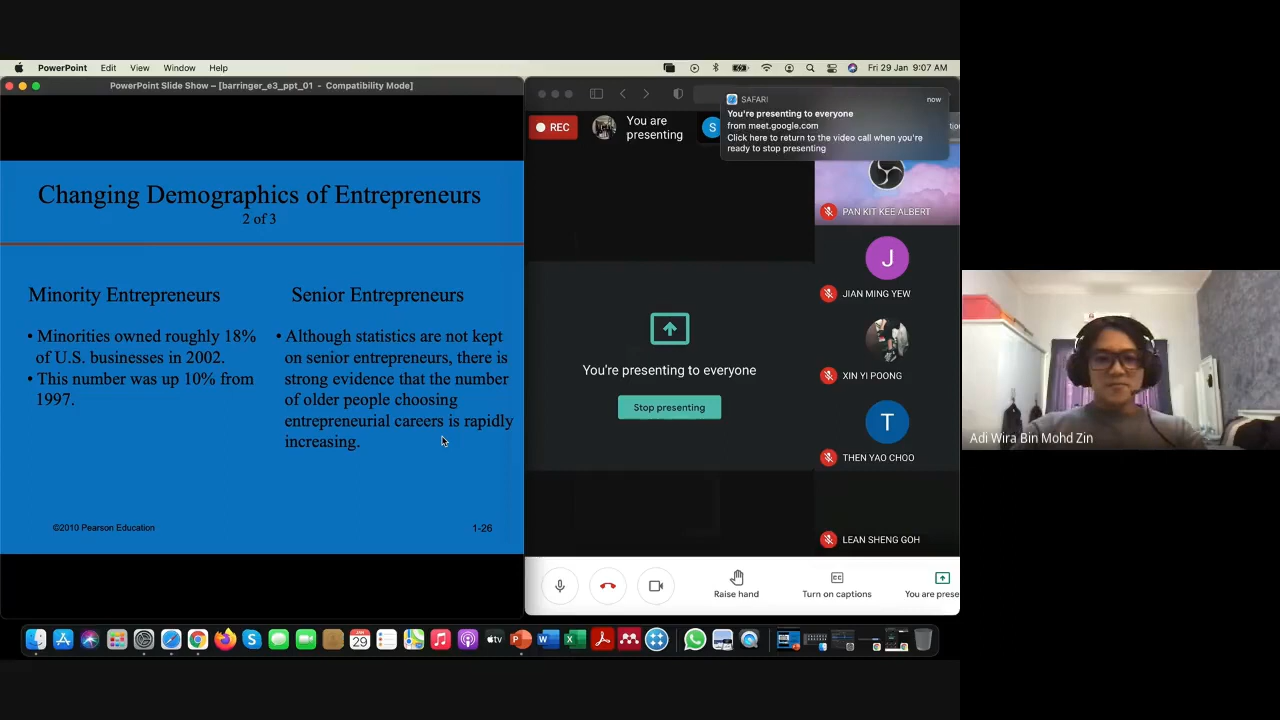 PowerPoint Edit View Window Help
Fri 29 Jan 9:07 AM
PowerPoint Slide Show – [barringer_e3_ppt_01 - Compatibility Mode]
Changing Demographics of Entrepreneurs
2 of 3
Minority Entrepreneurs
• Minorities owned roughly 18%
of U.S. businesses in 2002.
• This number was up 10% from
1997.
Senior Entrepreneurs
• Although statistics are not kept
on senior entrepreneurs, there is
strong evidence that the number
of older people choosing
entrepreneurial careers is rapidly
increasing.
©2010 Pearson Education
1-26
REC
You are
presenting
S
SAFARI
now
You're presenting to everyone
from meet.google.com
Click here to return to the video call when you're
ready to stop presenting
PAN KIT KEE ALBERT
J
JIAN MING YEW
XIN YI POONG
T
THEN YAO CHOO
LEAN SHENG GOH
You're presenting to everyone
Stop presenting
Raise hand
Turn on captions
You are prese
JAN
29
tv
Adi Wira Bin Mohd Zin